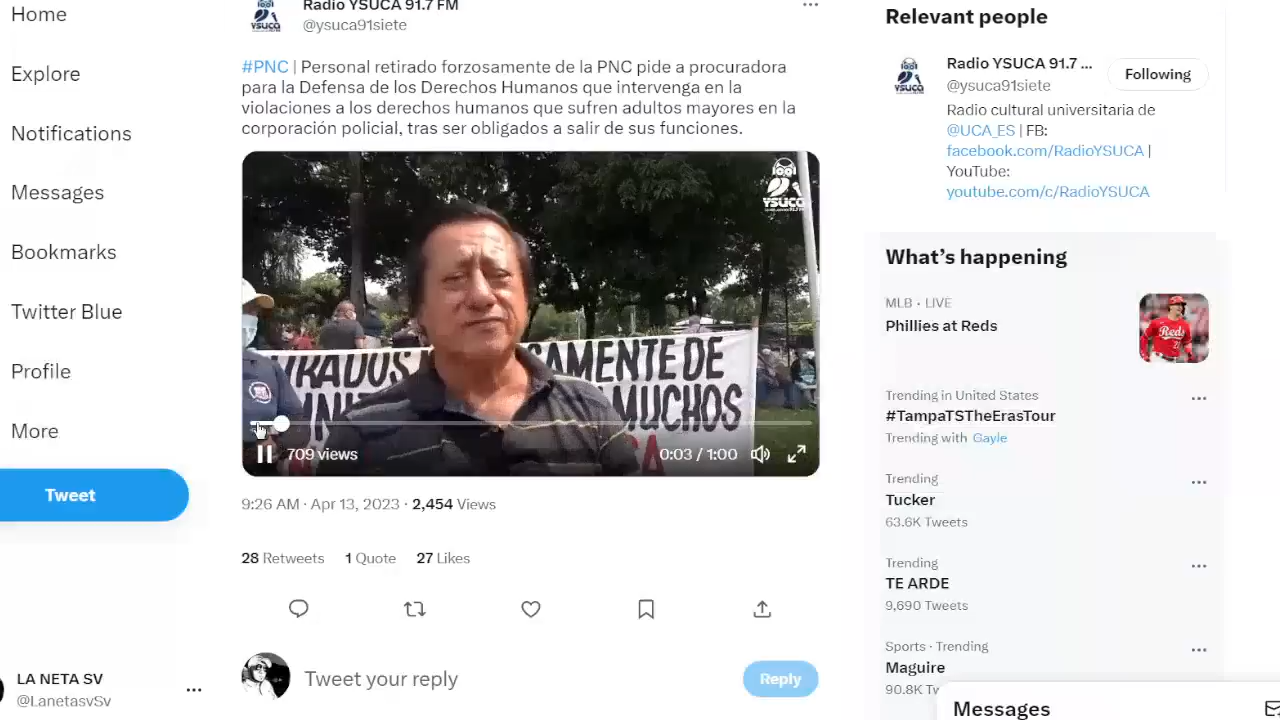 Home
Explore
Notifications
Messages
Bookmarks
Twitter Blue
Profile
More
Tweet
LA NETA SV
@LanetasvSv
Radio YSUCA 91.7 FM
@ysuca91siete
#PNC | Personal retirado forzosamente de la PNC pide a procuradora
para la Defensa de los Derechos Humanos que intervenga en la
violaciones a los derechos humanos que sufren adultos mayores en la
corporación policial, tras ser obligados a salir de sus funciones.
YSUCA
AMENTE DE
MUCHOS
709 views
0:03 / 1:00
9:26 AM · Apr 13, 2023 · 2,454 Views
28 Retweets 1 Quote 27 Likes
Tweet your reply
Reply
Relevant people
YSUCA
Radio YSUCA 91.7 ...
@ysuca91siete
Following
Radio cultural universitaria de
@UCA_ES | FB:
facebook.com/RadioYSUCA |
YouTube:
youtube.com/c/RadioYSUCA
What's happening
MLB · LIVE
Phillies at Reds
Reds
Trending in United States
#TampaTSTheErasTour
Trending with Gayle
Trending
Tucker
63.6K Tweets
Trending
TE ARDE
9,690 Tweets
Sports · Trending
Maguire
90.8K Tw
Messages